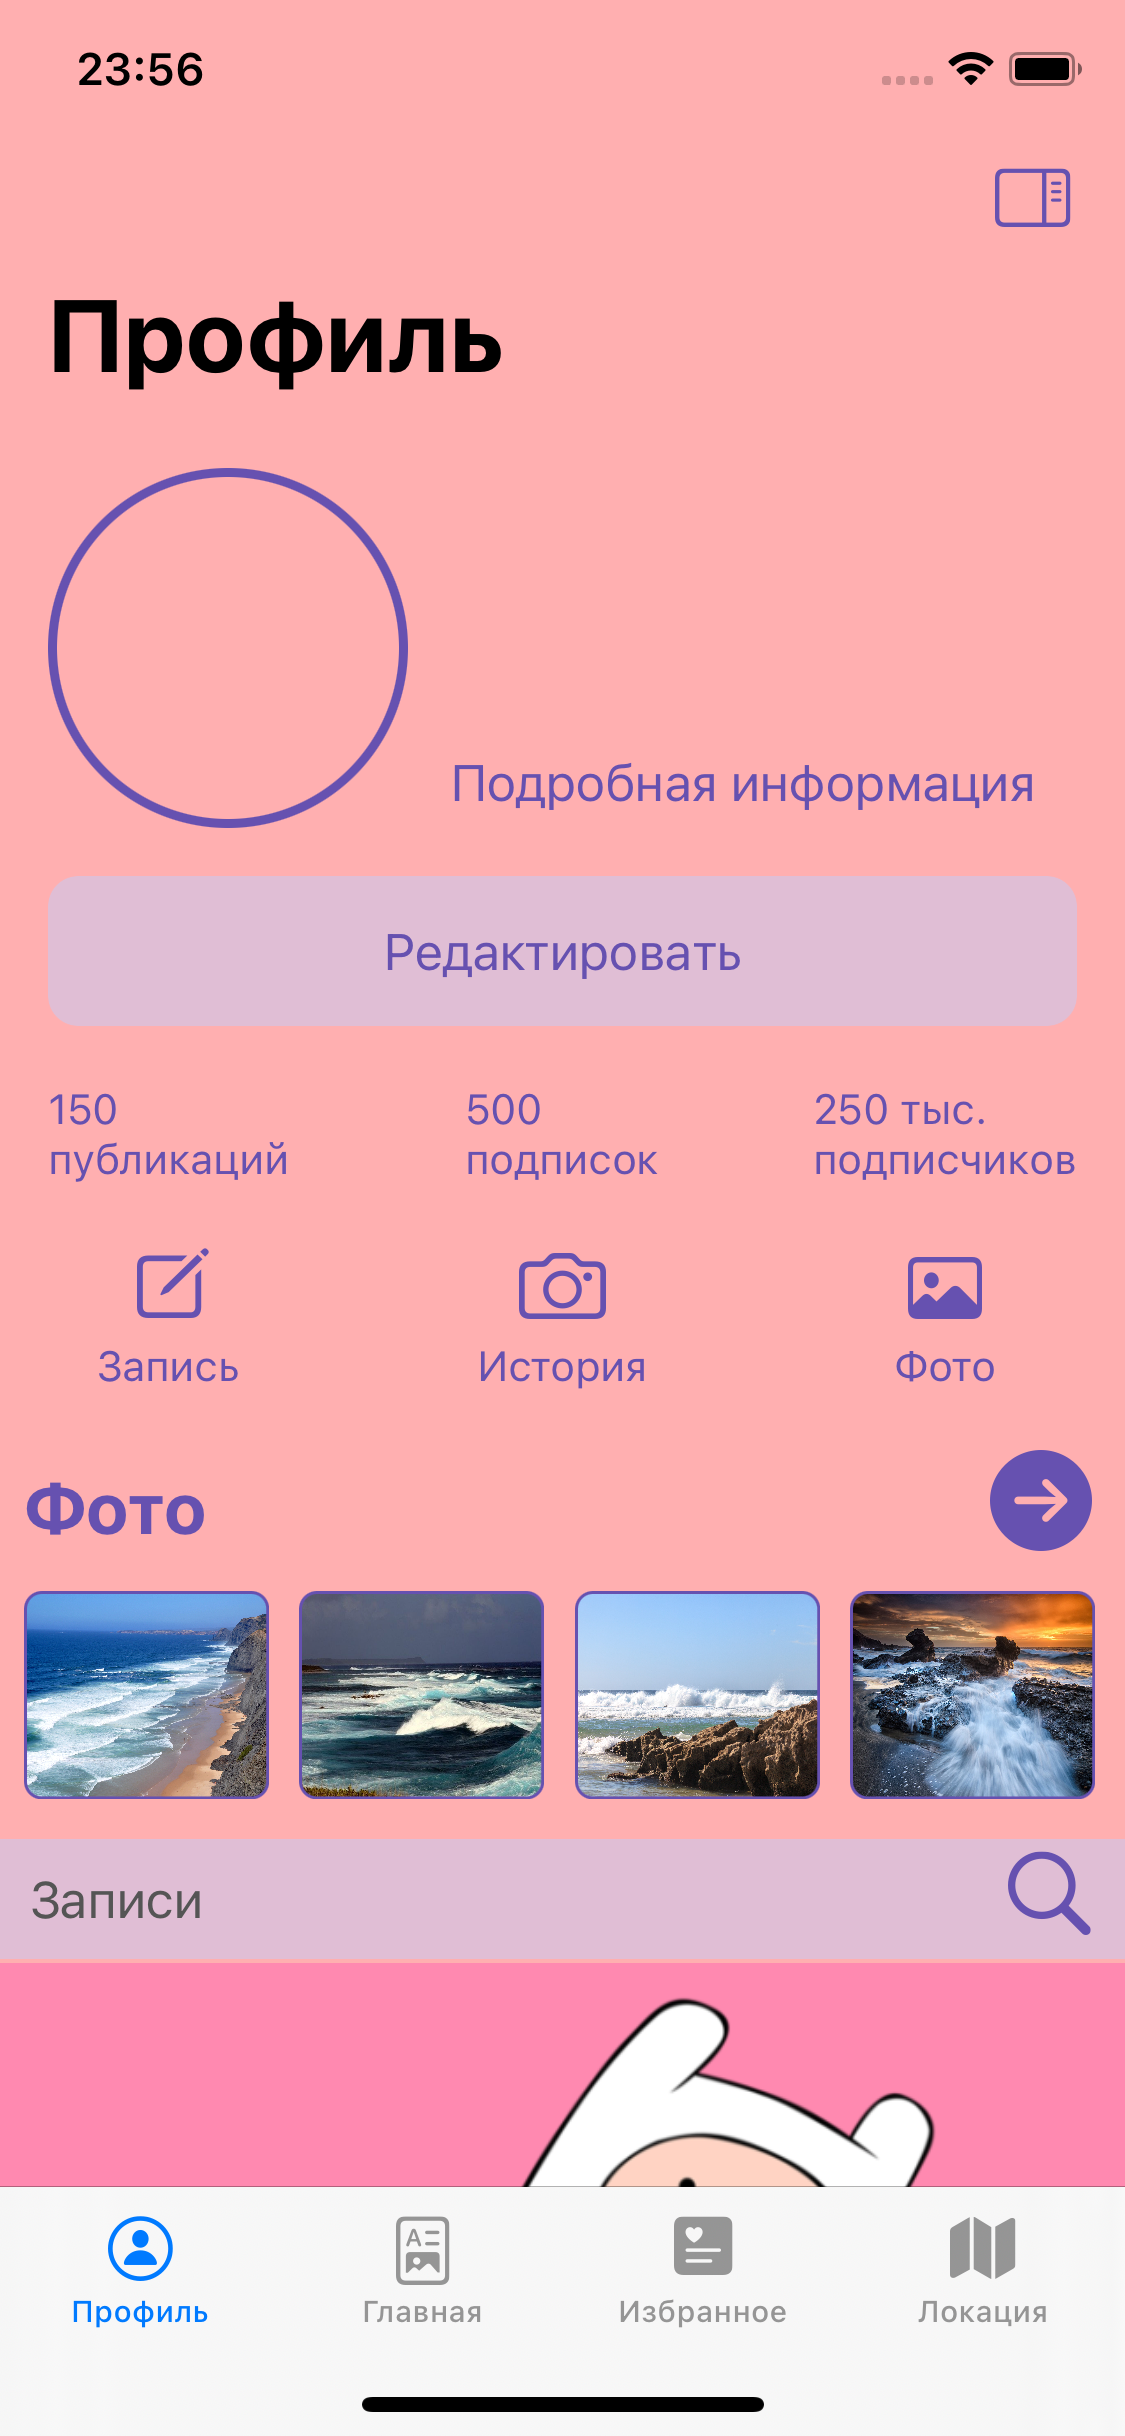 23:56
Профиль
Подробная информация
Редактировать
150
публикаций
500
подписок
250 тыс.
подписчиков
Запись
История
Фото
Фото
Записи
Профиль
Главная
Избранное
Локация